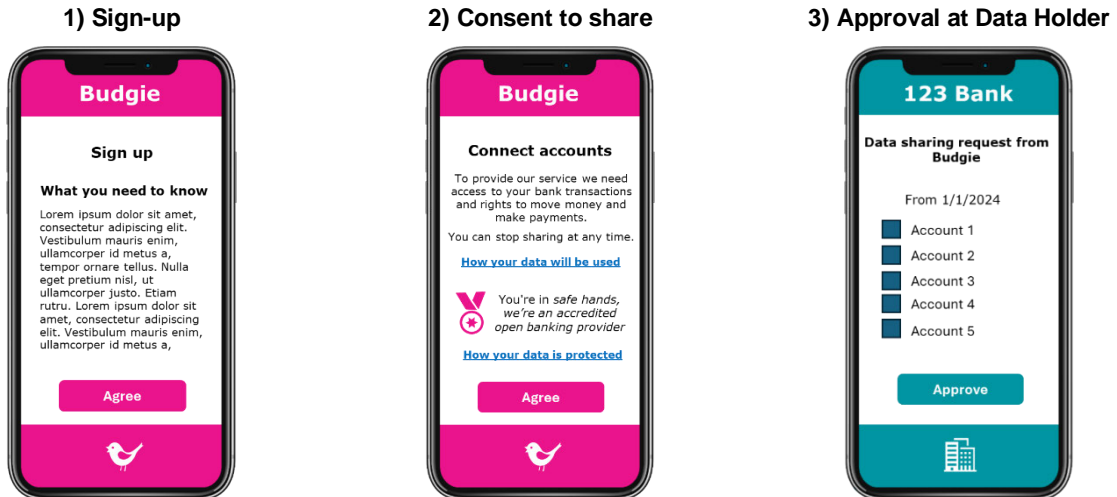 1) Sign-up
Budgie
Sign up
What you need to know
Lorem ipsum dolor sit amet,
consectetur adipiscing elit.
Vestibulum mauris enim,
ullamcorper id metus a,
tempor ornare tellus. Nulla
eget pretium nisl, ut
ullamcorper justo. Etiam
rutru. Lorem ipsum dolor sit
amet, consectetur adipiscing
elit. Vestibulum mauris enim,
ullamcorper id metus a,
Agree
2) Consent to share
Budgie
Connect accounts
To provide our service we need
access to your bank transactions
and rights to move money and
make payments.
You can stop sharing at any time.
How your data will be used
You're in safe hands,
we're an accredited
open banking provider
How your data is protected
Agree
3) Approval at Data Holder
123 Bank
Data sharing request from
Budgie
From 1/1/2024
Account 1
Account 2
Account 3
Account 4
Account 5
Approve